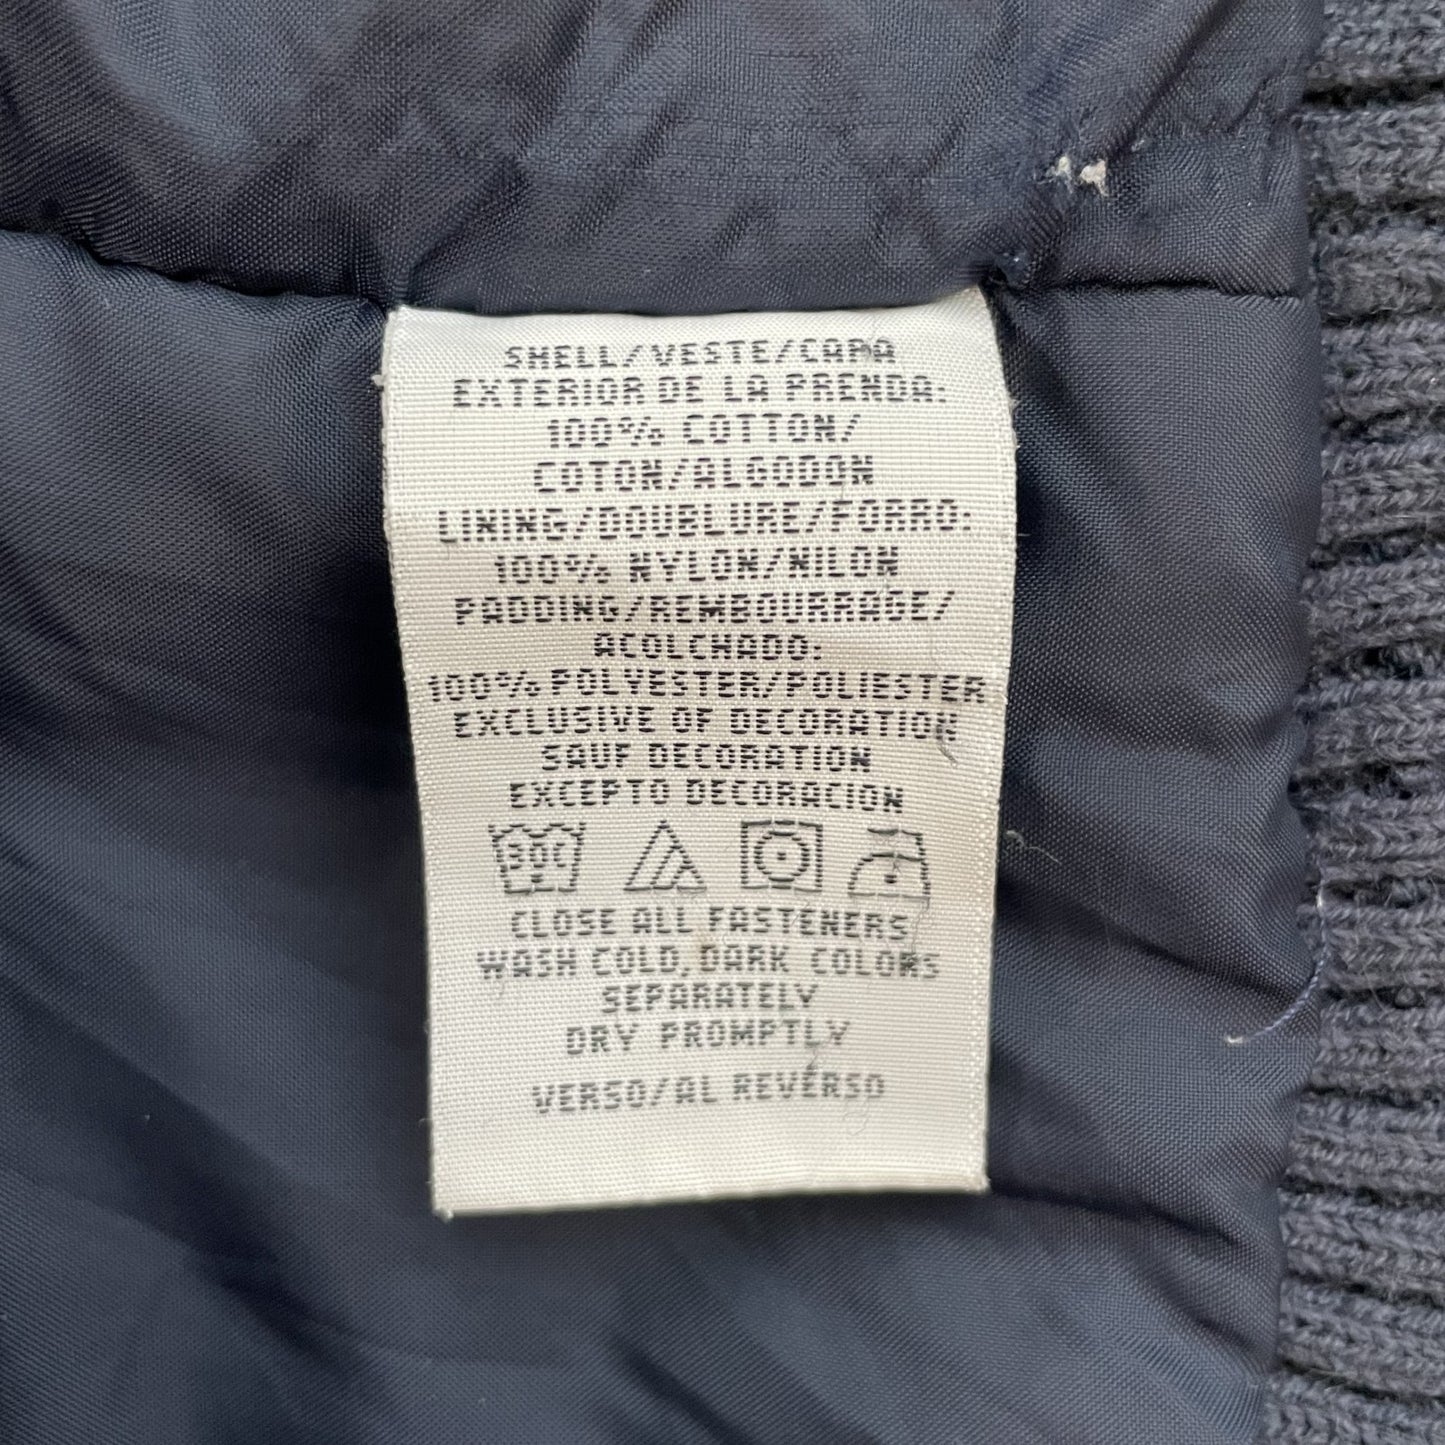 SHELL/VESTE/CAPA
EXTERIOR DE LA PRENDA:
100% COTTON/
COTON/ALGODON
LINING/DOUBLURE/FORRO:
100% NYLON/NILON
PADDING/REMBOURRAGE/
ACOLCHADO:
100% POLYESTER/POLIESTER
EXCLUSIVE OF DECORATION
SAUF DECORATION
EXCEPTO DECORACION
30C
CLOSE ALL FASTENERS
WASH COLD, DARK COLORS
SEPARATELY
DRY PROMPTLY
VERSO/AL REVERSO